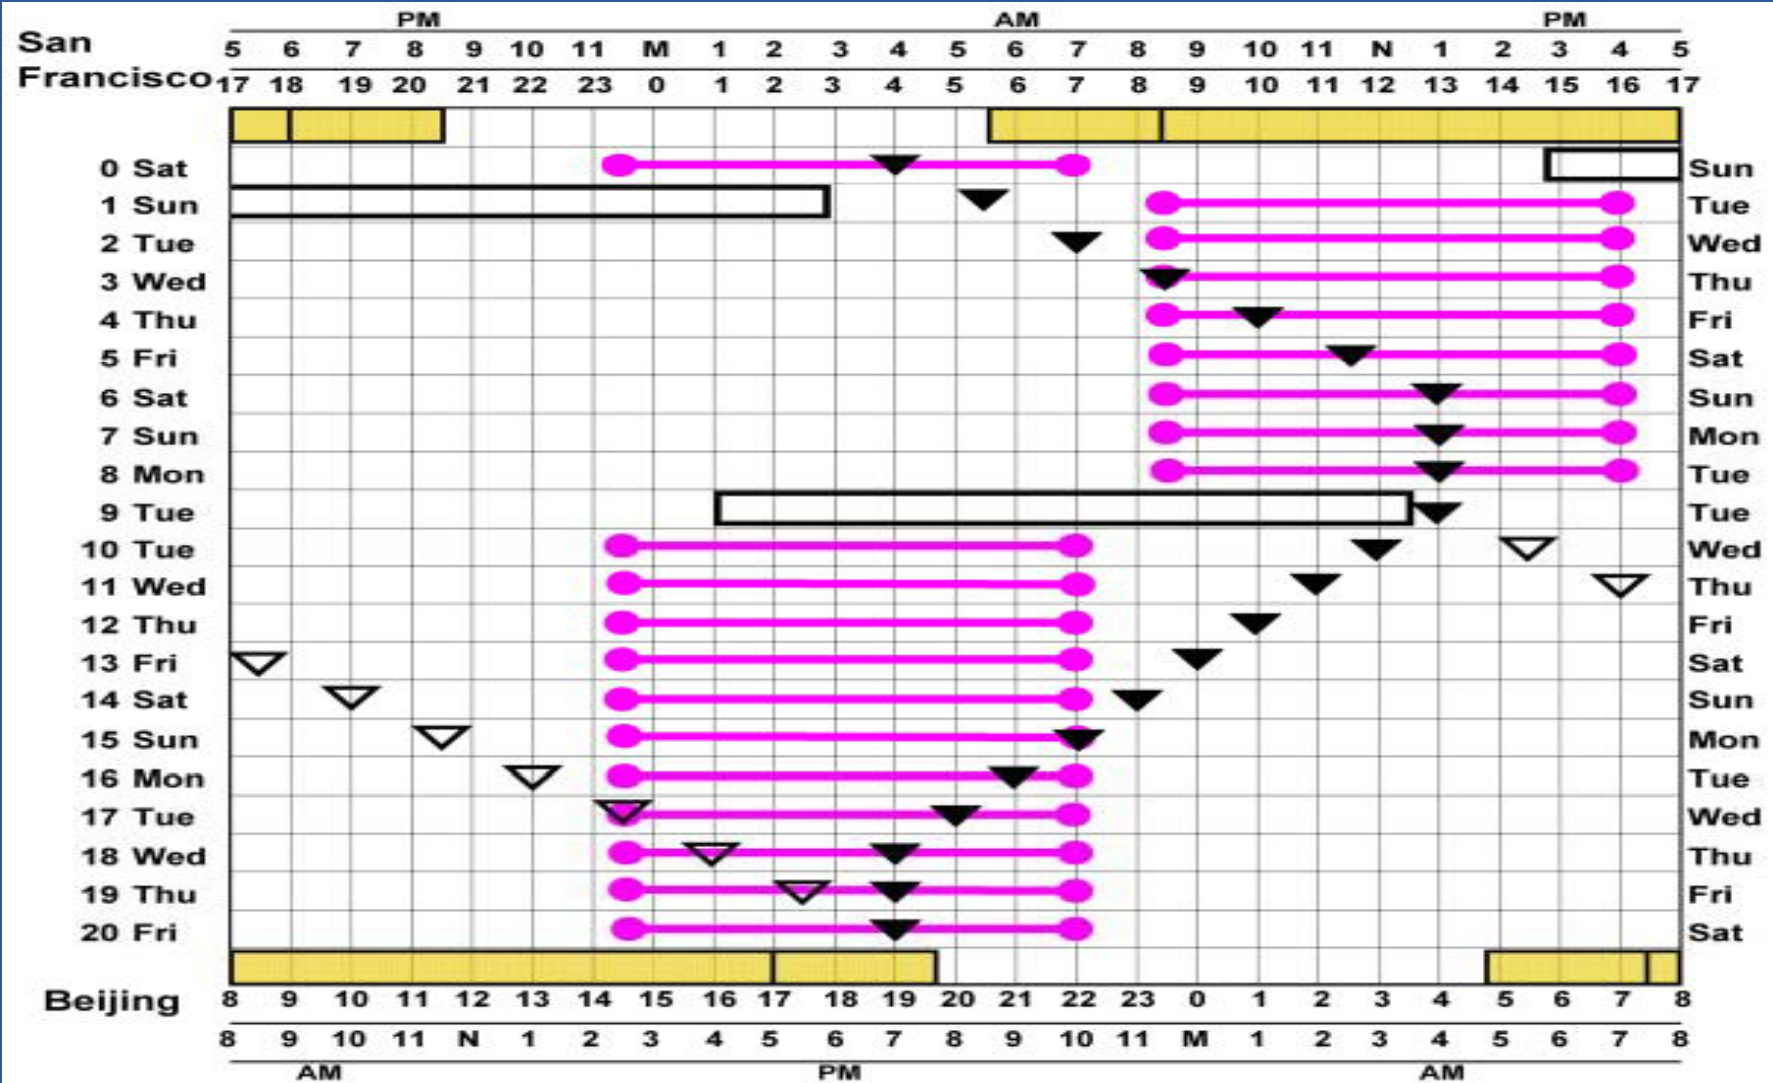 PM AM PM
San 5 6 7 8 9 10 11 M 1 2 3 4 5 6 7 8 9 10 11 N 1 2 3 4 5
Francisco 17 18 19 20 21 22 23 0 1 2 3 4 5 6 7 8 9 10 11 12 13 14 15 16 17
0 Sat Sun
1 Sun Tue
2 Tue Wed
3 Wed Thu
4 Thu Fri
5 Fri Sat
6 Sat Sun
7 Sun Mon
8 Mon Tue
9 Tue Tue
10 Tue Wed
11 Wed Thu
12 Thu Fri
13 Fri Sat
14 Sat Sun
15 Sun Mon
16 Mon Tue
17 Tue Wed
18 Wed Thu
19 Thu Fri
20 Fri Sat
Beijing 8 9 10 11 12 13 14 15 16 17 18 19 20 21 22 23 0 1 2 3 4 5 6 7 8
8 9 10 11 N 1 2 3 4 5 6 7 8 9 10 11 M 1 2 3 4 5 6 7 8
AM PM AM